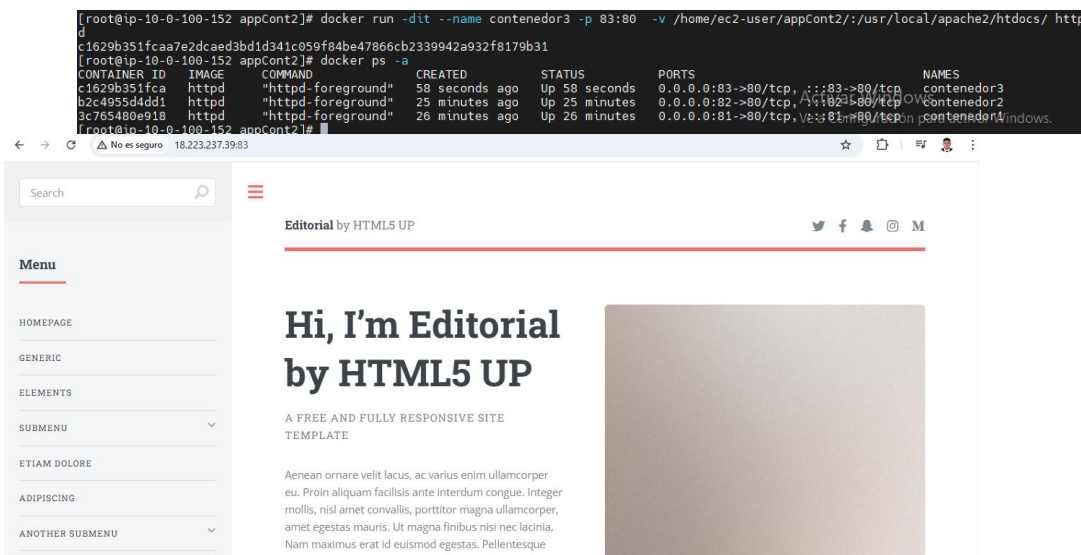 [root@ip-10-0-100-152 appCont2]# docker run -dit --name contenedor3 -p 83:80 -v /home/ec2-user/appCont2/:/usr/local/apache2/htdocs/ http
d
c1629b351fcaa7e2dcaed3bd1d341c059f84be47866cb2339942a932f8179b31
[root@ip-10-0-100-152 appCont2]# docker ps -a
CONTAINER ID IMAGE COMMAND CREATED STATUS PORTS NAMES
c1629b351fca httpd "httpd-foreground" 58 seconds ago Up 58 seconds 0.0.0.0:83->80/tcp, :::83->80/tcp contenedor3
b2c4955d4dd1 httpd "httpd-foreground" 25 minutes ago Up 25 minutes 0.0.0.0:82->80/tcp, :::82->80/tcp contenedor2
3c765480e918 httpd "httpd-foreground" 26 minutes ago Up 26 minutes 0.0.0.0:81->80/tcp, :::81->80/tcp contenedor1
[root@ip-10-0-100-152 appCont2]#
Activar Windows
Ve a Configuración para activar Windows.
No es seguro 18.223.237.39:83
Search
Editorial by HTML5 UP
Menu
HOMEPAGE
GENERIC
ELEMENTS
SUBMENU
ETIAM DOLORE
ADIPISCING
ANOTHER SUBMENU
Hi, I'm Editorial
by HTML5 UP
A FREE AND FULLY RESPONSIVE SITE
TEMPLATE
Aenean ornare velit lacus, ac varius enim ullamcorper
eu. Proin aliquam facilisis ante interdum congue. Integer
mollis, nisl amet convallis, porttitor magna ullamcorper,
amet egestas mauris. Ut magna finibus nisi nec lacinia.
Nam maximus erat id euismod egestas. Pellentesque